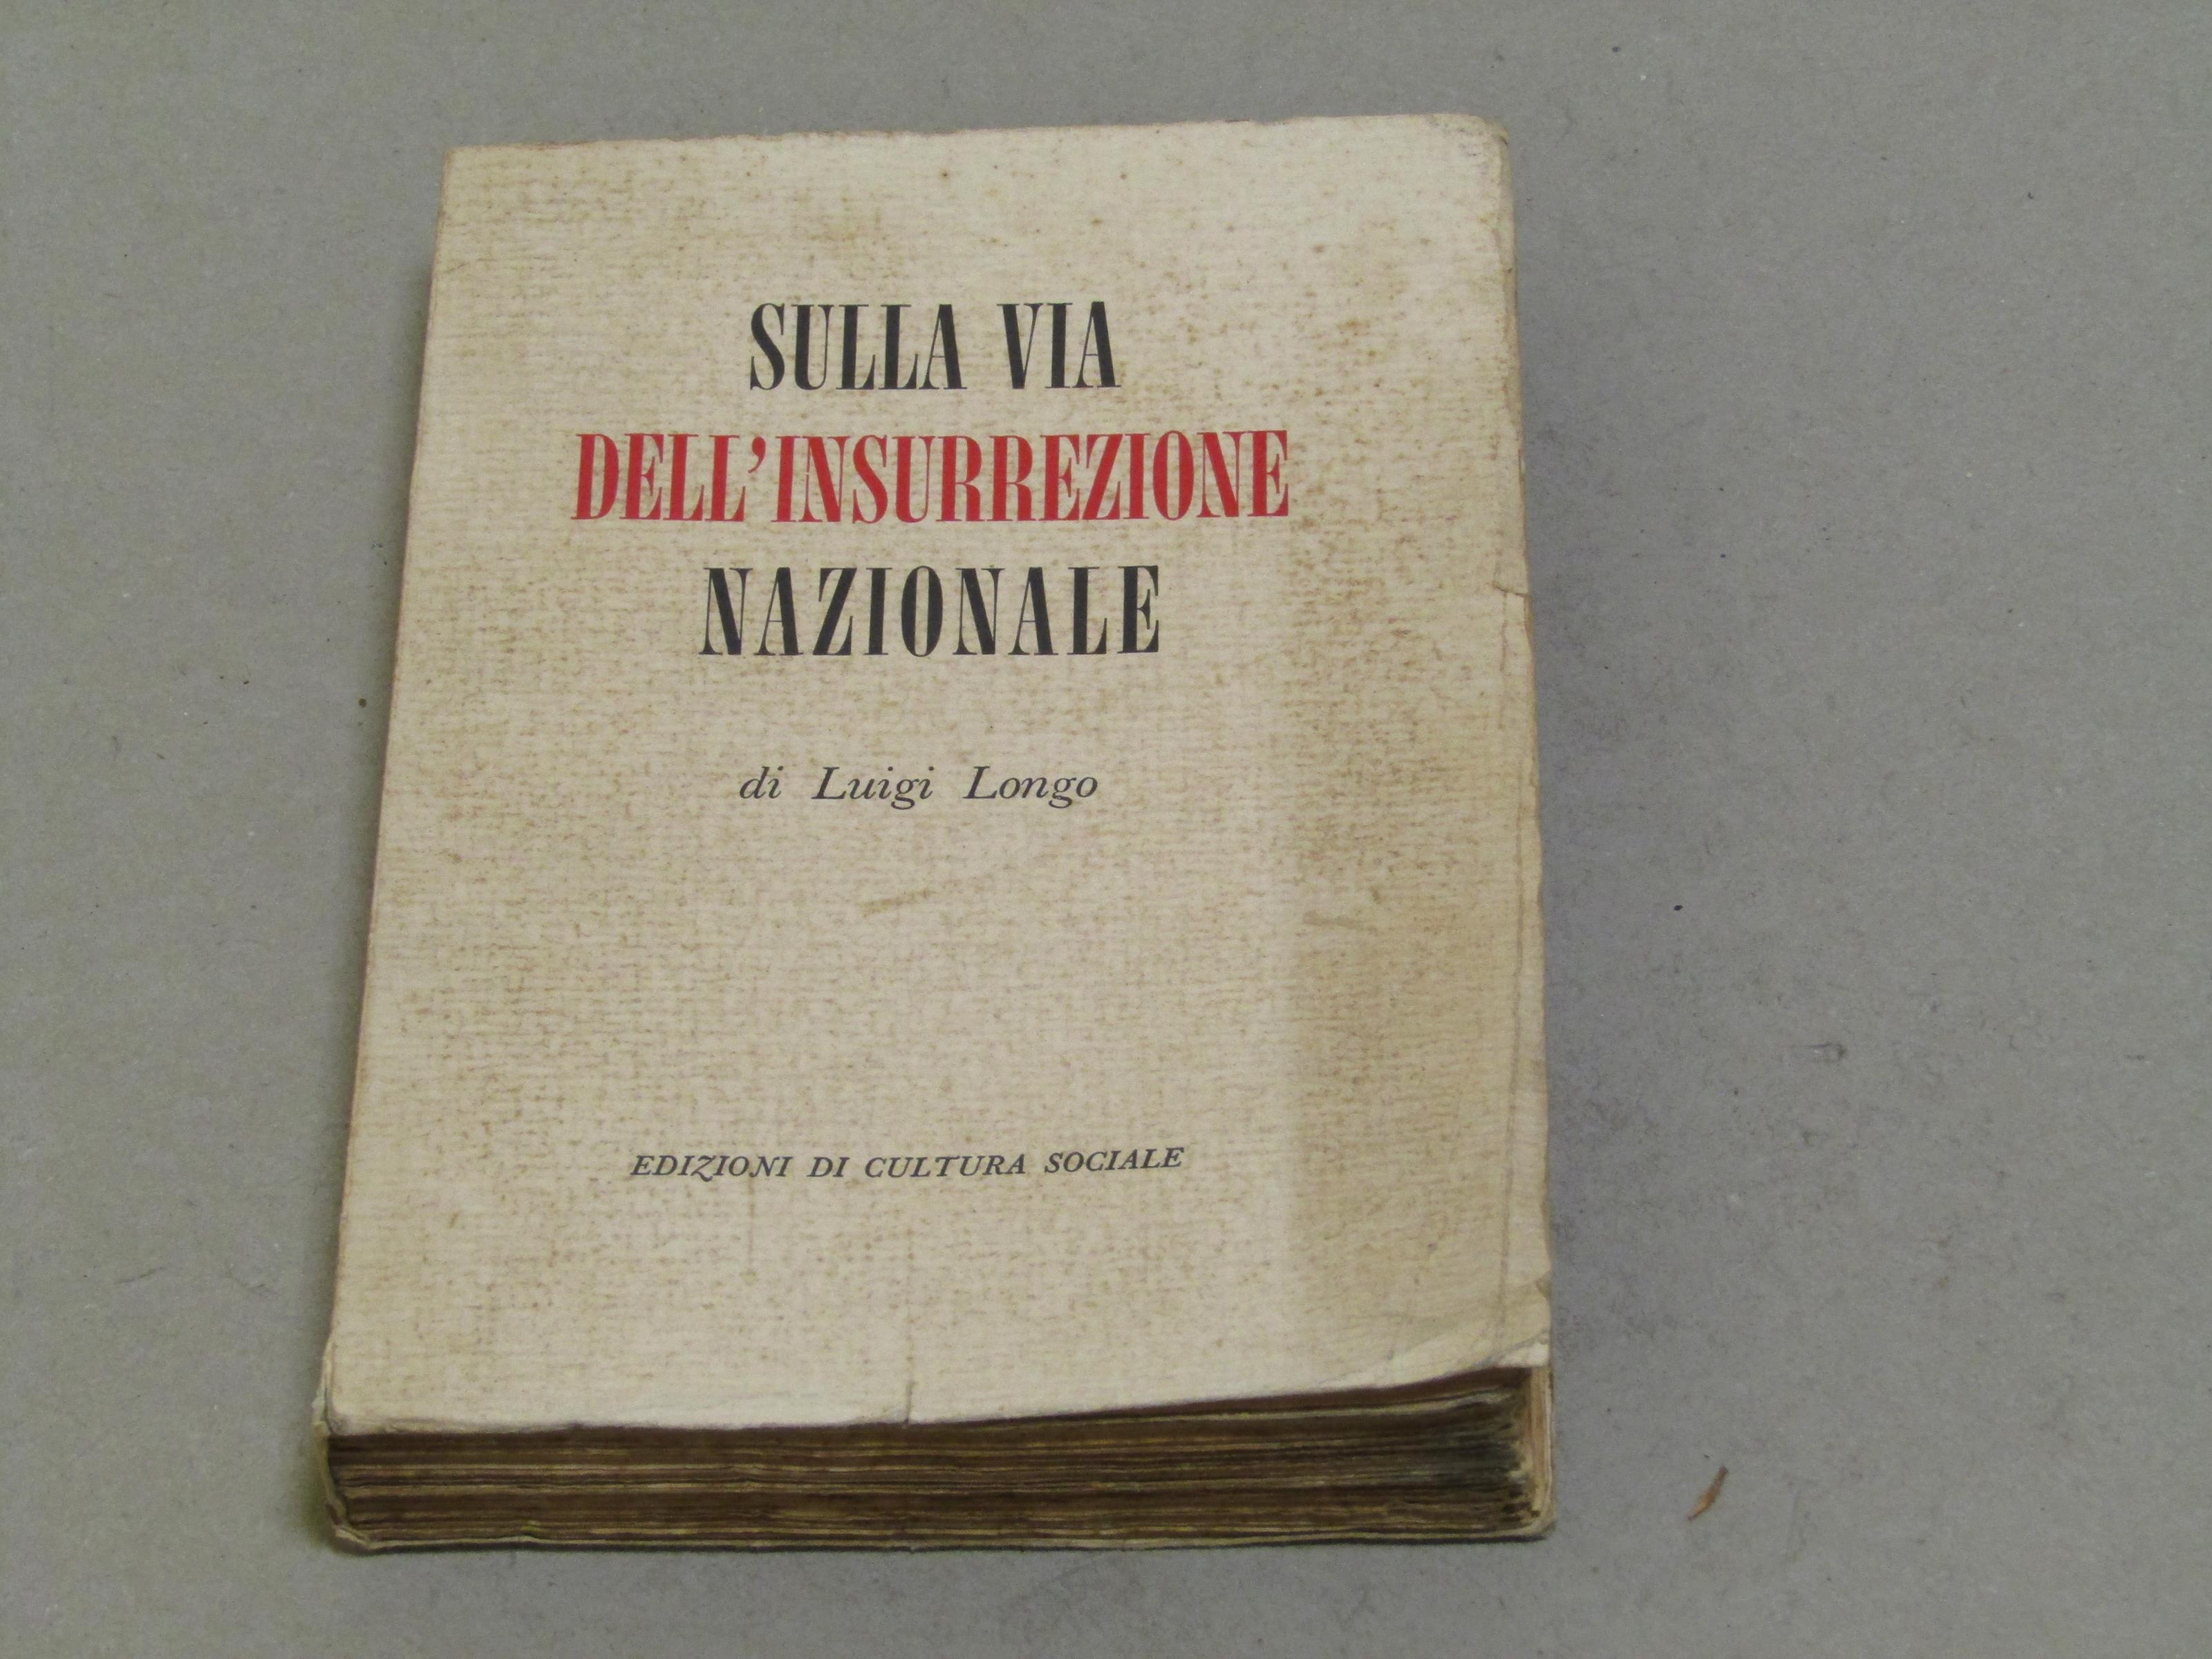 SULLA VIA
DELL'INSURREZIONE
NAZIONALE
di Luigi Longo
EDIZIONI DI CULTURA SOCIALE